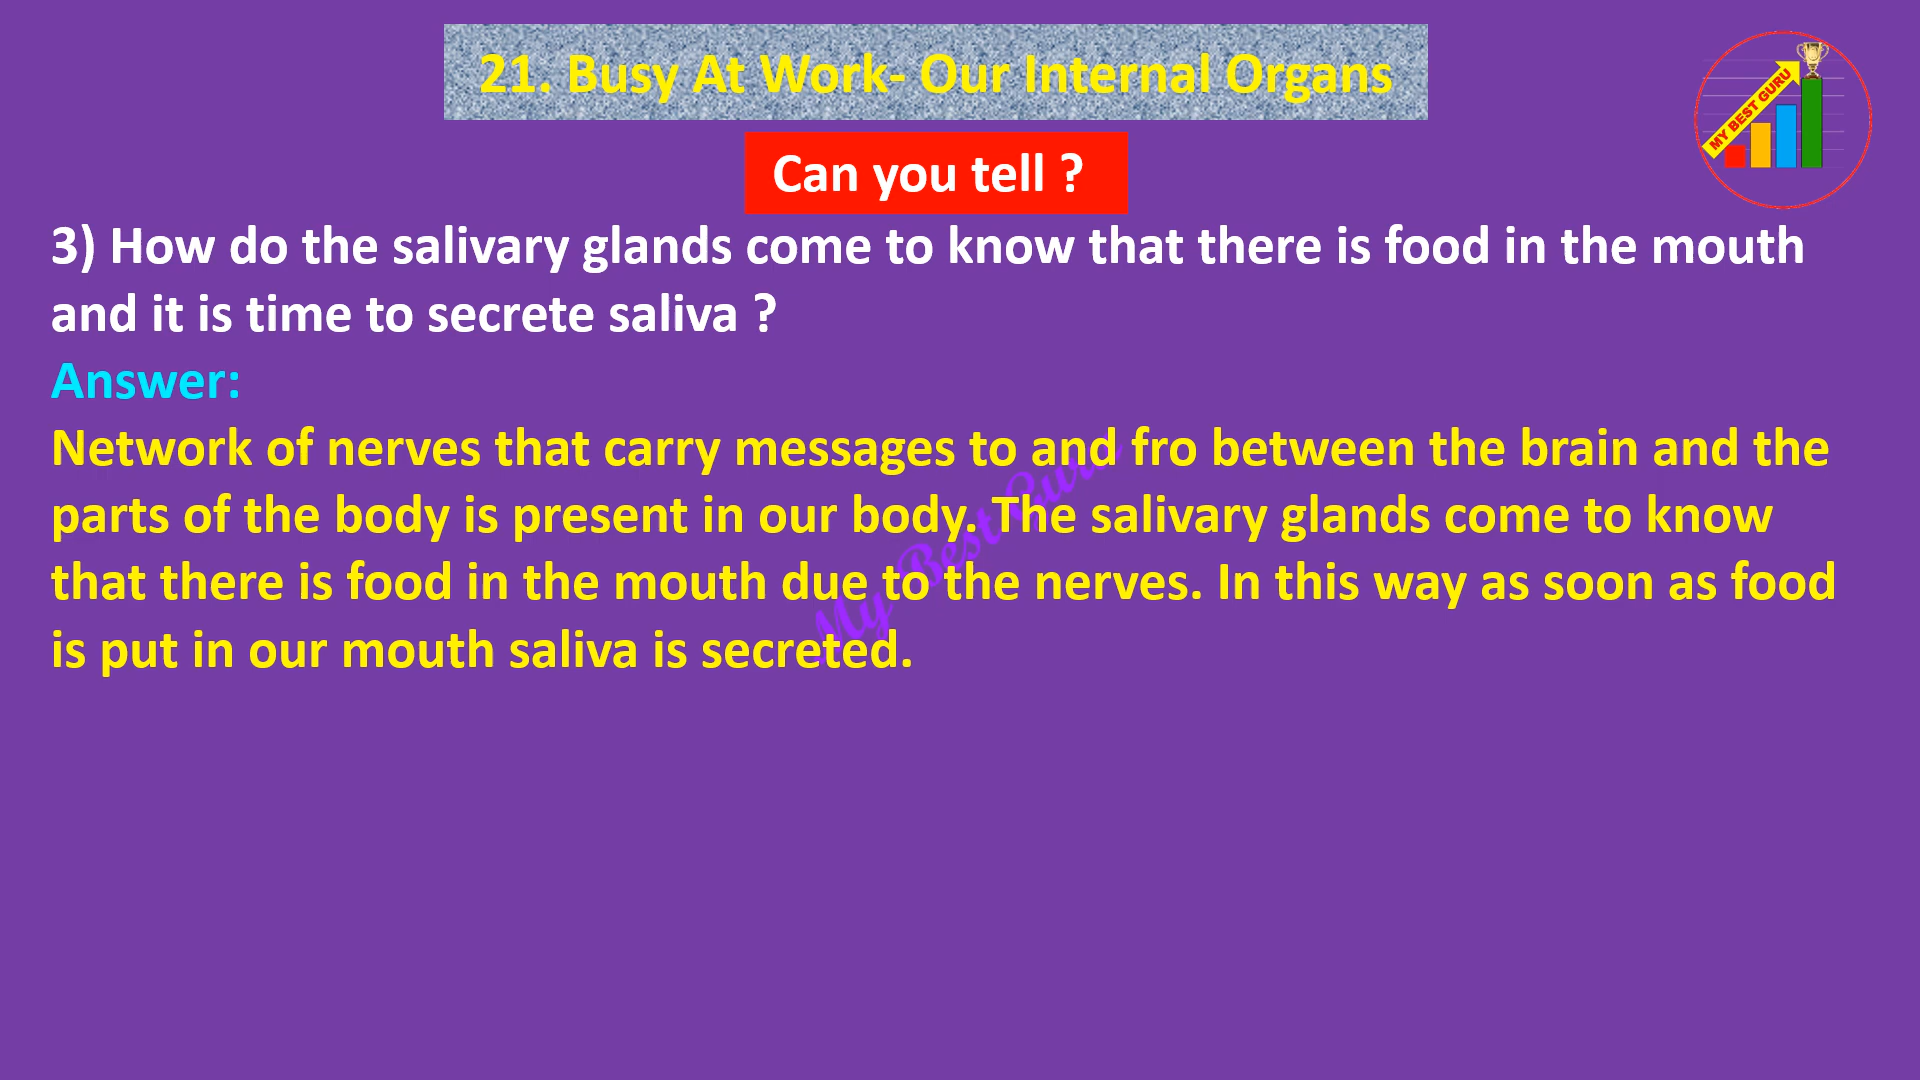 21. Busy At Work- Our Internal Organs
MY BEST GURU
Can you tell ?
3) How do the salivary glands come to know that there is food in the mouth
and it is time to secrete saliva ?
Answer:
Network of nerves that carry messages to and fro between the brain and the
parts of the body is present in our body. The salivary glands come to know
that there is food in the mouth due to the nerves. In this way as soon as food
is put in our mouth saliva is secreted.
My Best Guru